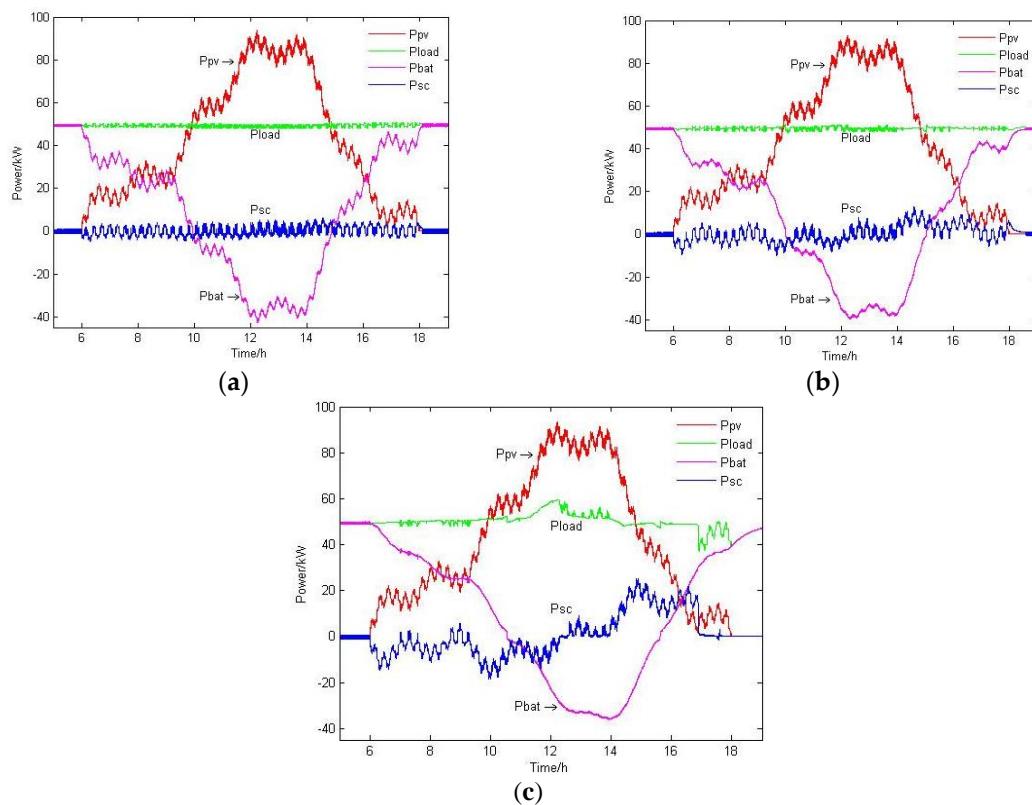 100
80
60
40
20
0
-20
-40
Power/kW
6 8 10 12 14 16 18
Time/h
Ppv
Pload
Pbat
Psc
Ppv→
Pload
Psc
Pbat→
(a)
100
80
60
40
20
0
-20
-40
Power/kW
6 8 10 12 14 16 18
Time/h
Ppv
Pload
Pbat
Psc
Ppv→
Pload
Psc
Pbat→
(b)
100
80
60
40
20
0
-20
-40
Power/kW
6 8 10 12 14 16 18
Time/h
Ppv
Pload
Pbat
Psc
Ppv→
Pload
Psc
Pbat→
(c)